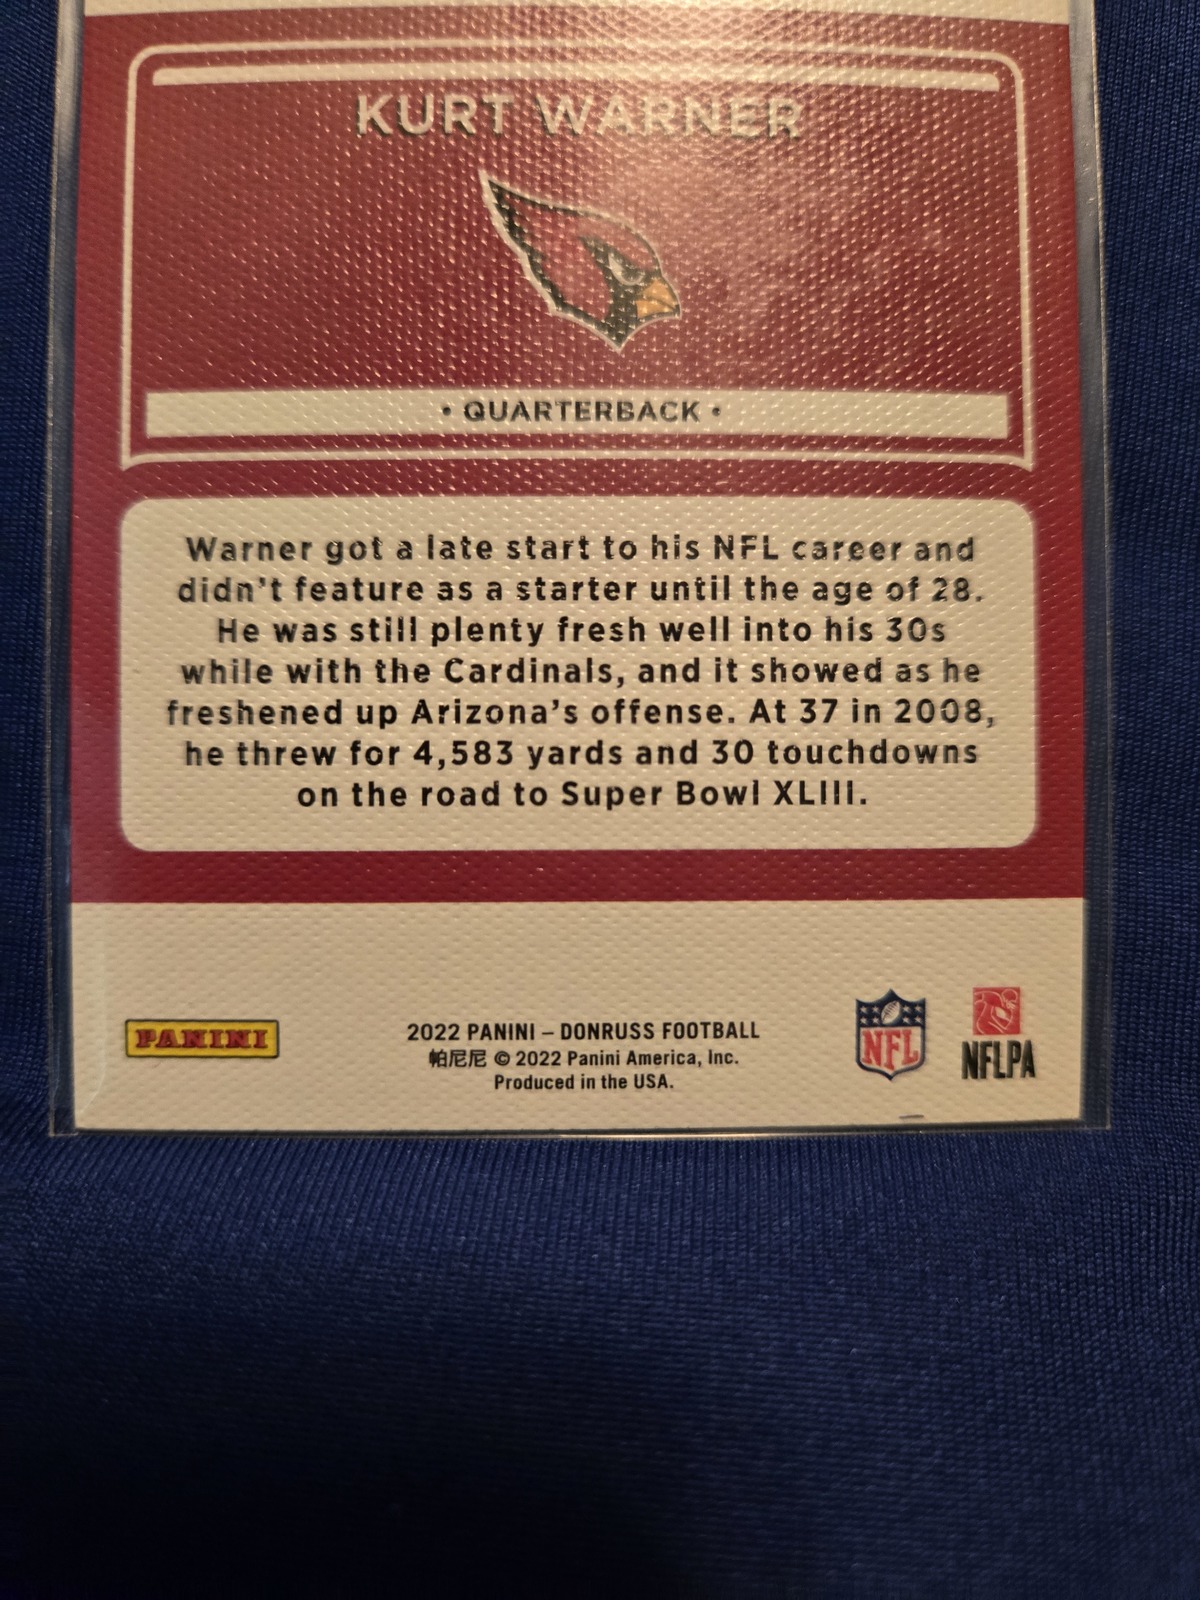 KURT WARNER
• QUARTERBACK •
Warner got a late start to his NFL career and
didn't feature as a starter until the age of 28.
He was still plenty fresh well into his 30s
while with the Cardinals, and it showed as he
freshened up Arizona's offense. At 37 in 2008,
he threw for 4,583 yards and 30 touchdowns
on the road to Super Bowl XLIII.
PANINI
2022 PANINI – DONRUSS FOOTBALL
帕尼尼 © 2022 Panini America, Inc.
Produced in the USA.
NFL
NFLPA